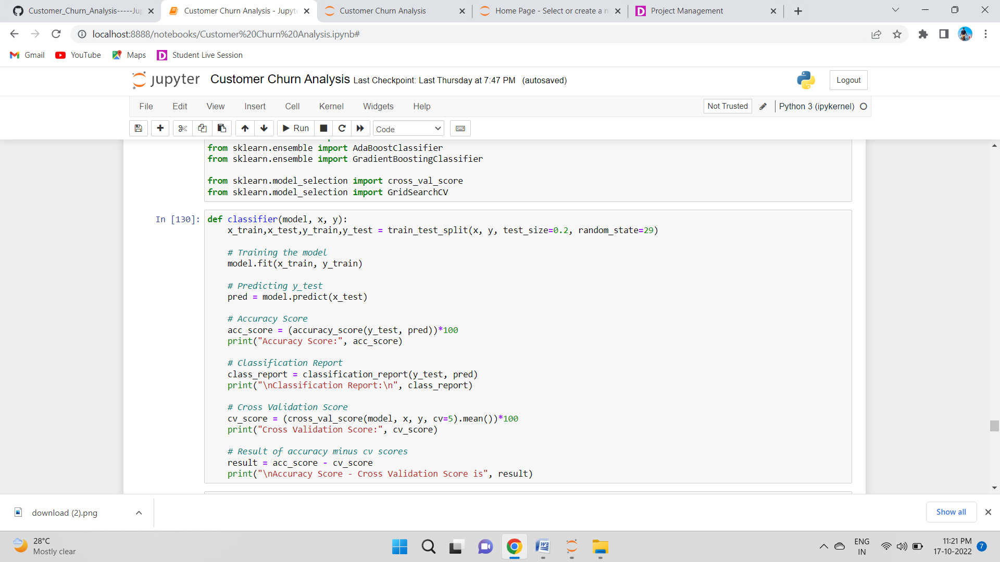 Customer_Churn_Analysis-----Jup
Customer Churn Analysis - Jupyte
Customer Churn Analysis
Home Page - Select or create a n
Project Management
localhost:8888/notebooks/Customer%20Churn%20Analysis.ipynb#
Gmail
YouTube
Maps
Student Live Session
jupyter
Customer Churn Analysis Last Checkpoint: Last Thursday at 7:47 PM (autosaved)
Logout
File Edit View Insert Cell Kernel Widgets Help
Not Trusted
Python 3 (ipykernel)
Run
Code
from sklearn.ensemble import AdaBoostClassifier
from sklearn.ensemble import GradientBoostingClassifier
from sklearn.model_selection import cross_val_score
from sklearn.model_selection import GridSearchCV
In [130]: def classifier(model, x, y):
x_train,x_test,y_train,y_test = train_test_split(x, y, test_size=0.2, random_state=29)
# Training the model
model.fit(x_train, y_train)
# Predicting y_test
pred = model.predict(x_test)
# Accuracy Score
acc_score = (accuracy_score(y_test, pred))*100
print("Accuracy Score:", acc_score)
# Classification Report
class_report = classification_report(y_test, pred)
print("\nClassification Report:\n", class_report)
# Cross Validation Score
cv_score = (cross_val_score(model, x, y, cv=5).mean())*100
print("Cross Validation Score:", cv_score)
# Result of accuracy minus cv scores
result = acc_score - cv_score
print("\nAccuracy Score - Cross Validation Score is", result)
download (2).png
Show all
28°C
Mostly clear
ENG
IN
11:21 PM
17-10-2022
7